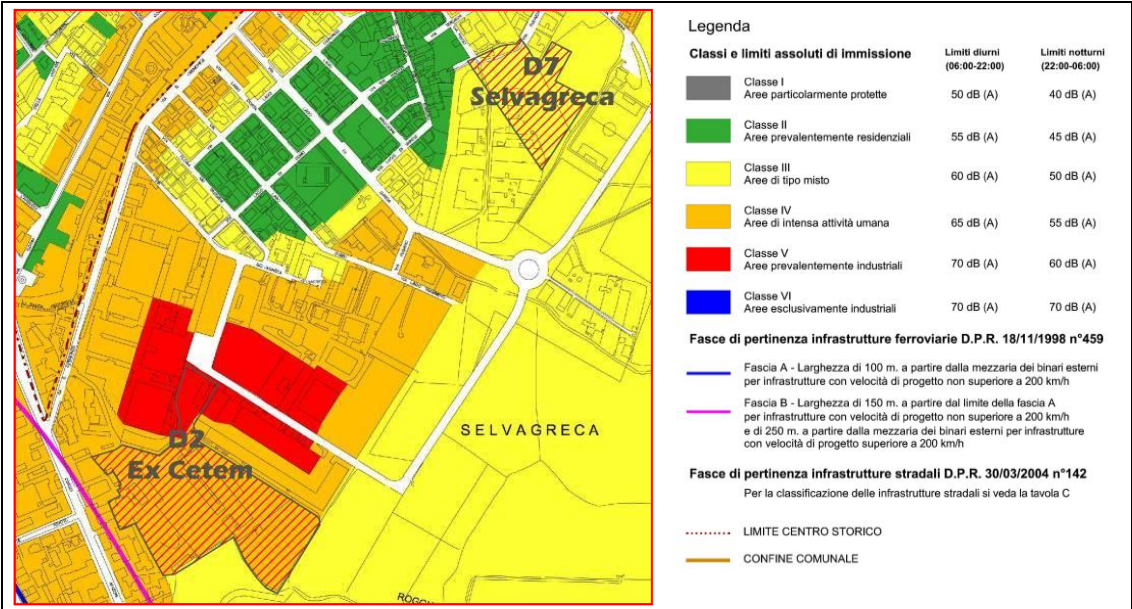 D7
Selvagreca
D2
Ex Cetem
SELVAGRECA
Legenda
Classi e limiti assoluti di immissione
Limiti diurni
(06:00-22:00)
Limiti notturni
(22:00-06:00)
Classe I
Aree particolarmente protette
50 dB (A)
40 dB (A)
Classe II
Aree prevalentemente residenziali
55 dB (A)
45 dB (A)
Classe III
Aree di tipo misto
60 dB (A)
50 dB (A)
Classe IV
Aree di intensa attività umana
65 dB (A)
55 dB (A)
Classe V
Aree prevalentemente industriali
70 dB (A)
60 dB (A)
Classe VI
Aree esclusivamente industriali
70 dB (A)
70 dB (A)
Fasce di pertinenza infrastrutture ferroviarie D.P.R. 18/11/1998 n°459
Fascia A - Larghezza di 100 m. a partire dalla mezzaria dei binari esterni
per infrastrutture con velocità di progetto non superiore a 200 km/h
Fascia B - Larghezza di 150 m. a partire dal limite della fascia A
per infrastrutture con velocità di progetto non superiore a 200 km/h
e di 250 m. a partire dalla mezzaria dei binari esterni per infrastrutture
con velocità di progetto superiore a 200 km/h
Fasce di pertinenza infrastrutture stradali D.P.R. 30/03/2004 n°142
Per la classificazione delle infrastrutture stradali si veda la tavola C
LIMITE CENTRO STORICO
CONFINE COMUNALE